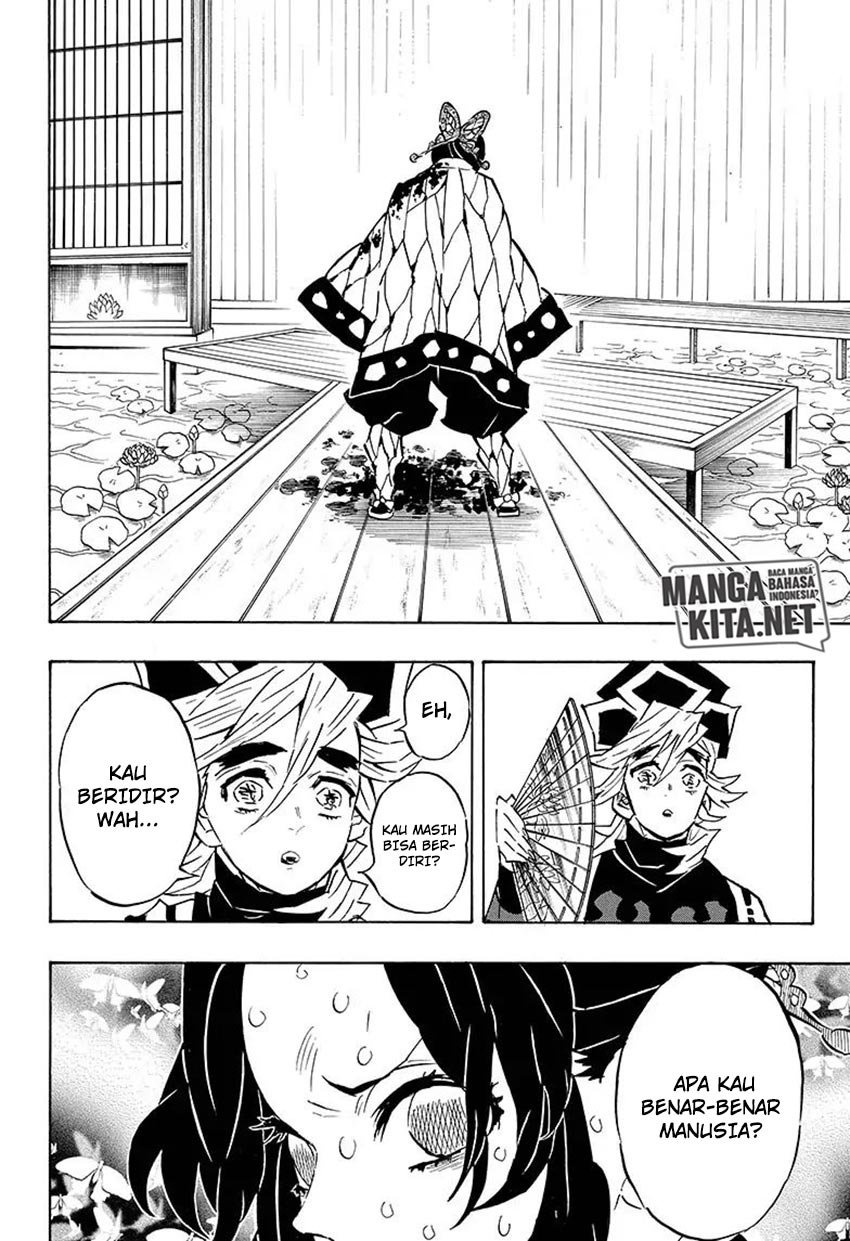 MANGA
KITA.NET
BACA MANGA
BAHASA
INDONESIA?
EH,
KAU MASIH
BISA BER-
DIRI?
KAU
BERIDIR?
WAH...
APA KAU
BENAR-BENAR
MANUSIA?